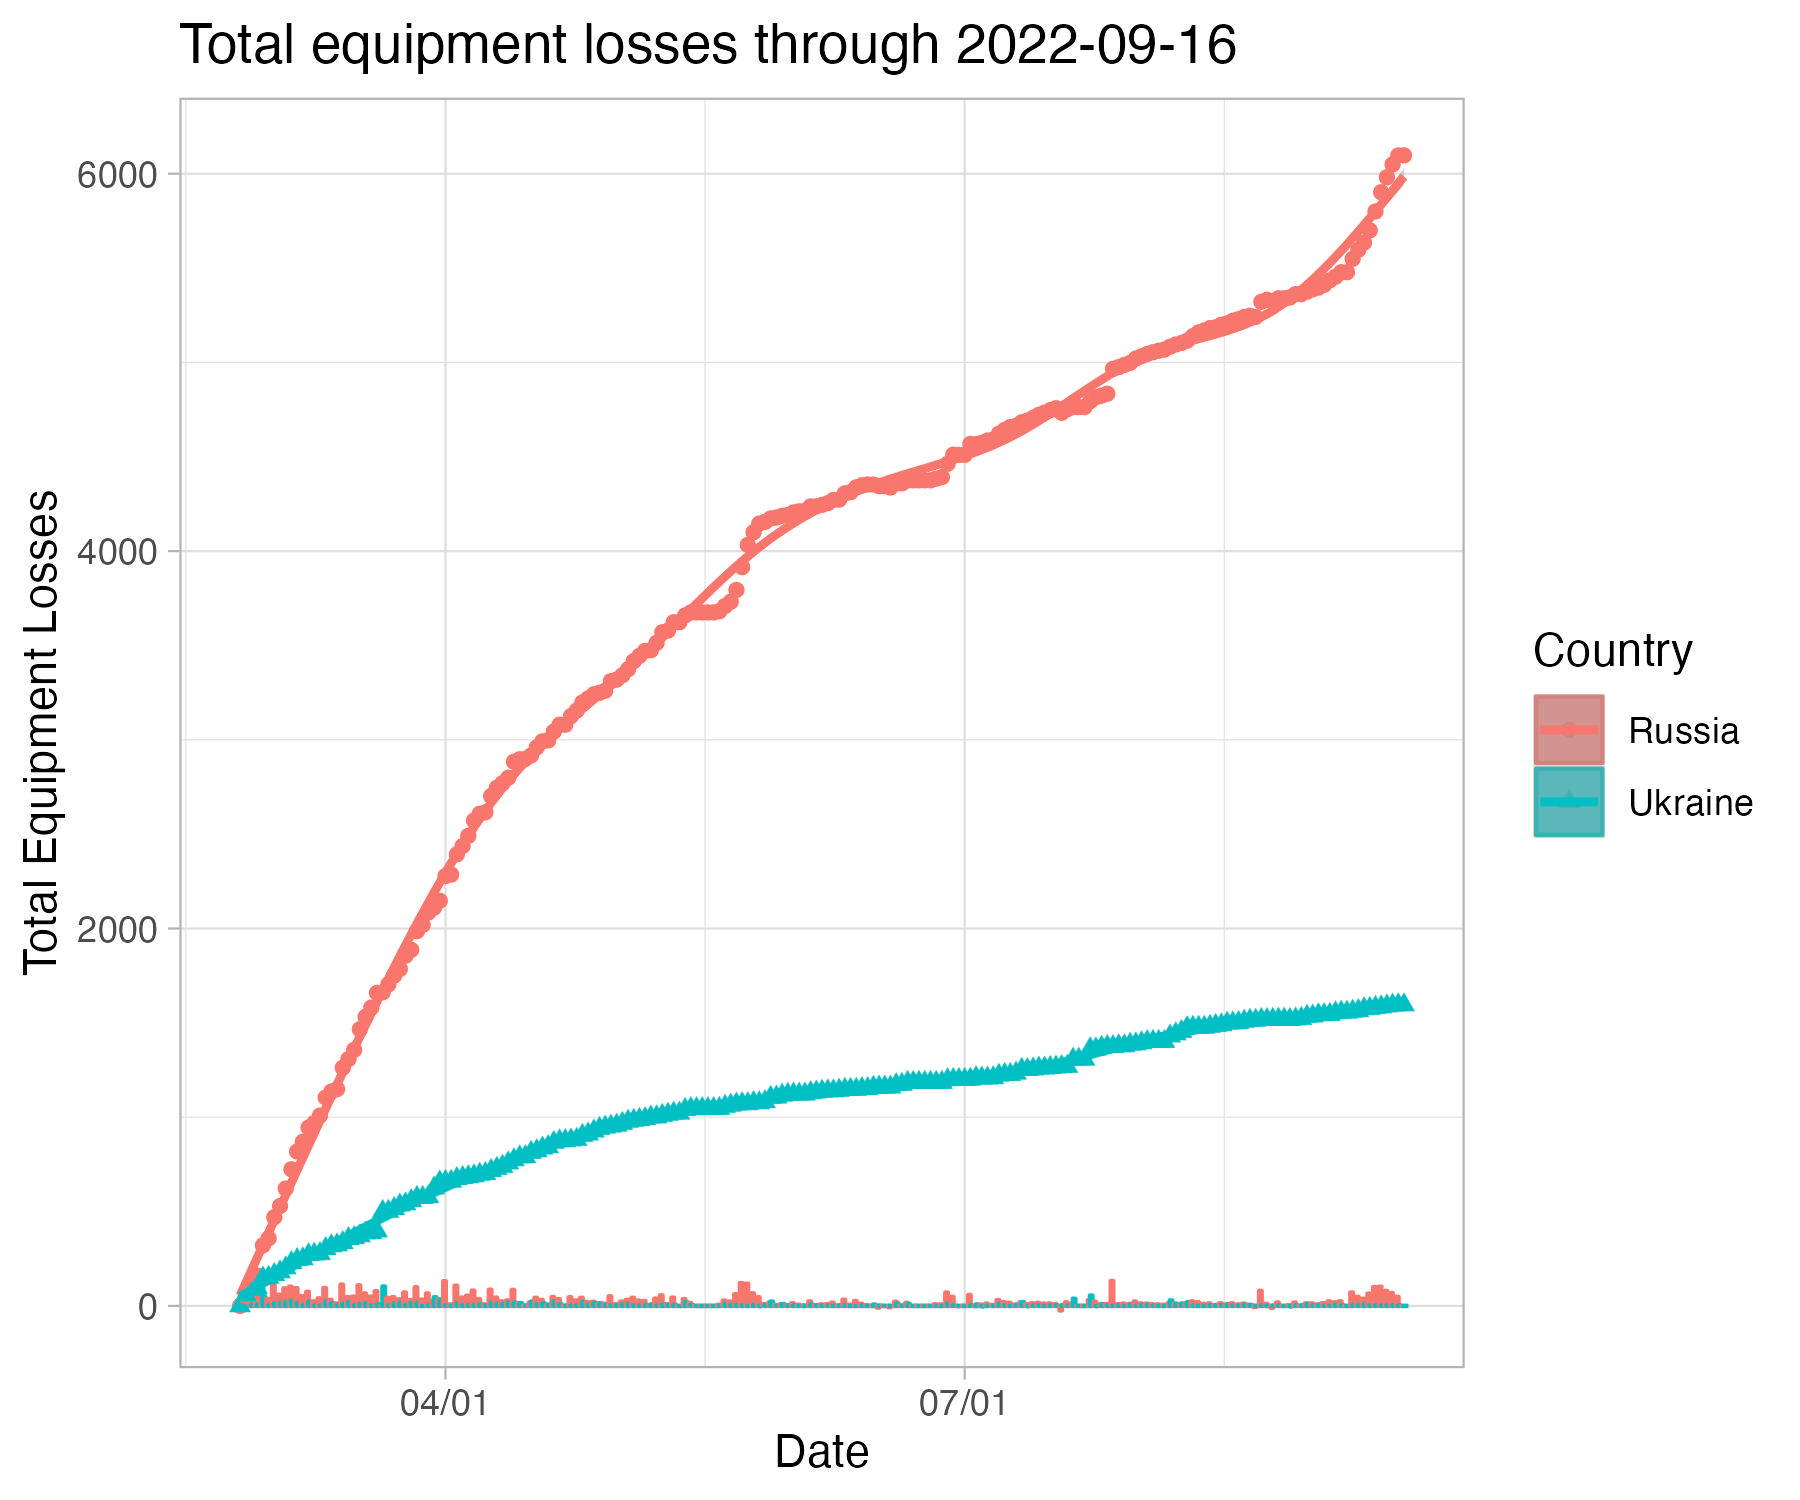 Total equipment losses through 2022-09-16
Total Equipment Losses
6000
4000
2000
0
04/01
07/01
Date
Country
Russia
Ukraine